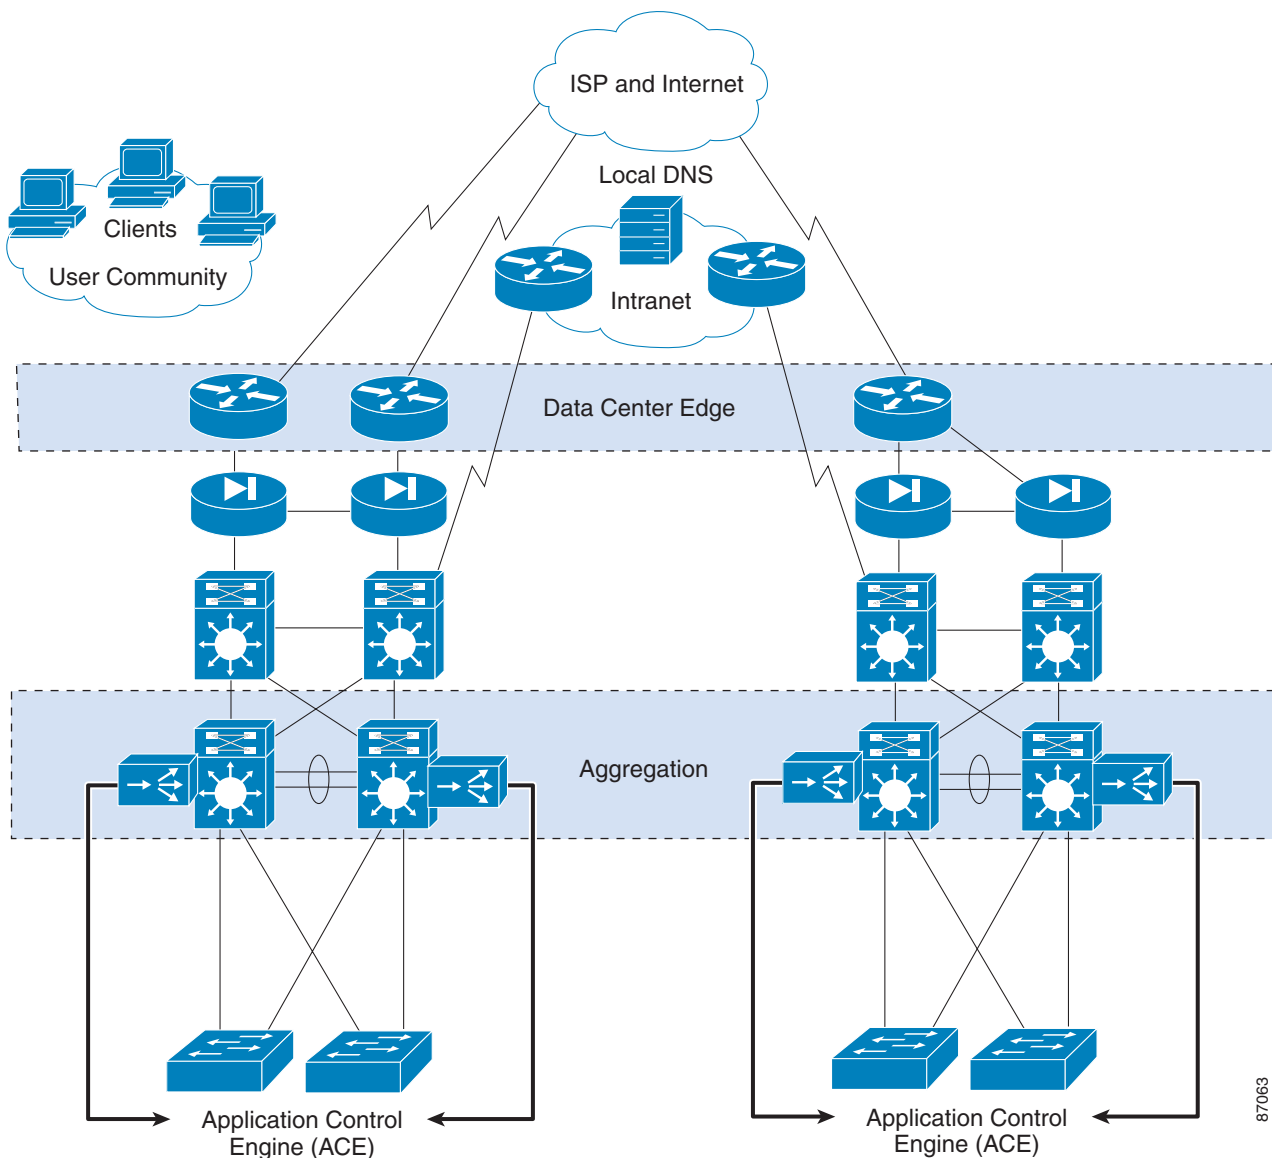 ISP and Internet
Local DNS
Clients
User Community
Intranet
Data Center Edge
Aggregation
Application Control
Engine (ACE)
Application Control
Engine (ACE)
87063